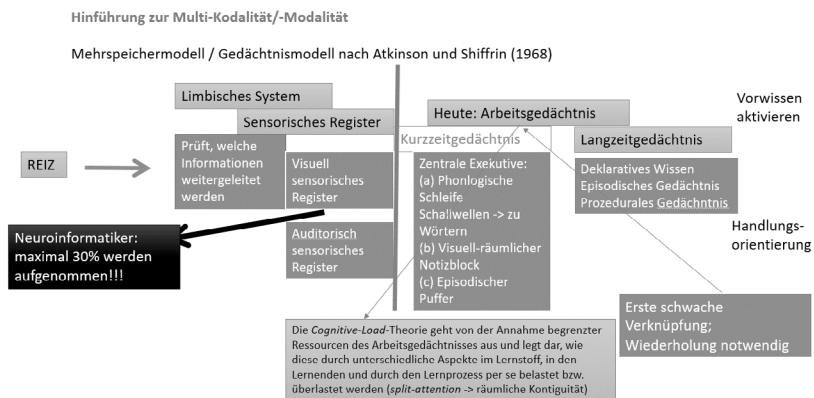 Hinführung zur Multi-Kodalität/-Modalität
Mehrspeichermodell / Gedächtnismodell nach Atkinson und Shiffrin (1968)
Limbisches System
Sensorisches Register
Heute: Arbeitsgedächtnis
Vorwissen
aktivieren
Kurzzeitgedächtnis
Langzeitgedächtnis
REIZ
Prüft, welche
Informationen
weitergeleitet
werden
Visuell
sensorisches
Register
Auditorisch
sensorisches
Register
Zentrale Exekutive:
(a) Phonlogische
Schleife
Schallwellen -> zu
Wörtern
(b) Visuell-räumlicher
Notizblock
(c) Episodischer
Puffer
Deklaratives Wissen
Episodisches Gedächtnis
Prozedurales Gedächntnis
Handlungs-
orientierung
Neuroinformatiker:
maximal 30% werden
aufgenommen!!!
Erste schwache
Verknüpfung;
Wiederholung notwendig
Die Cognitive-Load-Theorie geht von der Annahme begrenzter
Ressourcen des Arbeitsgedächtnisses aus und legt dar, wie
diese durch unterschiedliche Aspekte im Lernstoff, in den
Lernenden und durch den Lernprozess per se belastet bzw.
überlastet werden (split-attention -> räumliche Kontiguität)